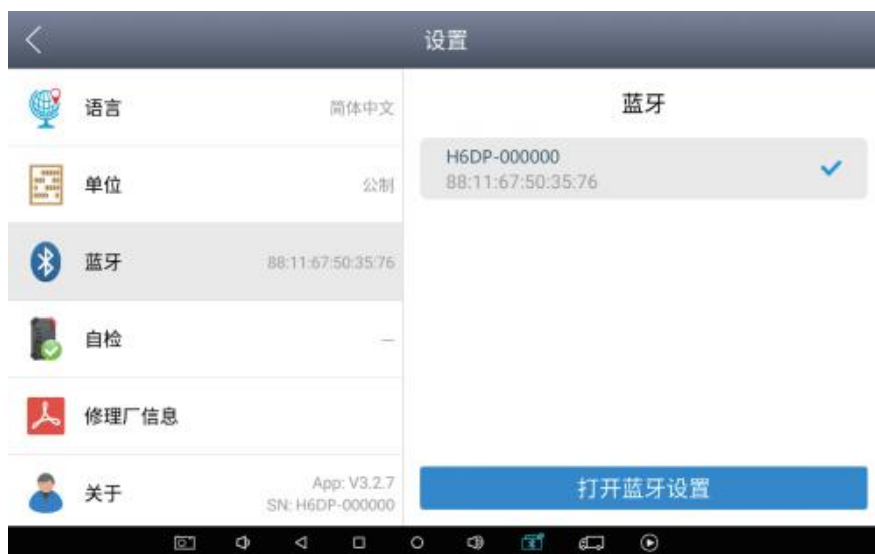 设置
语言 简体中文
单位 公制
蓝牙 88:11:67:50:35:76
自检 —
修理厂信息
关于 App: V3.2.7
SN: H6DP-000000
蓝牙
H6DP-000000
88:11:67:50:35:76
打开蓝牙设置